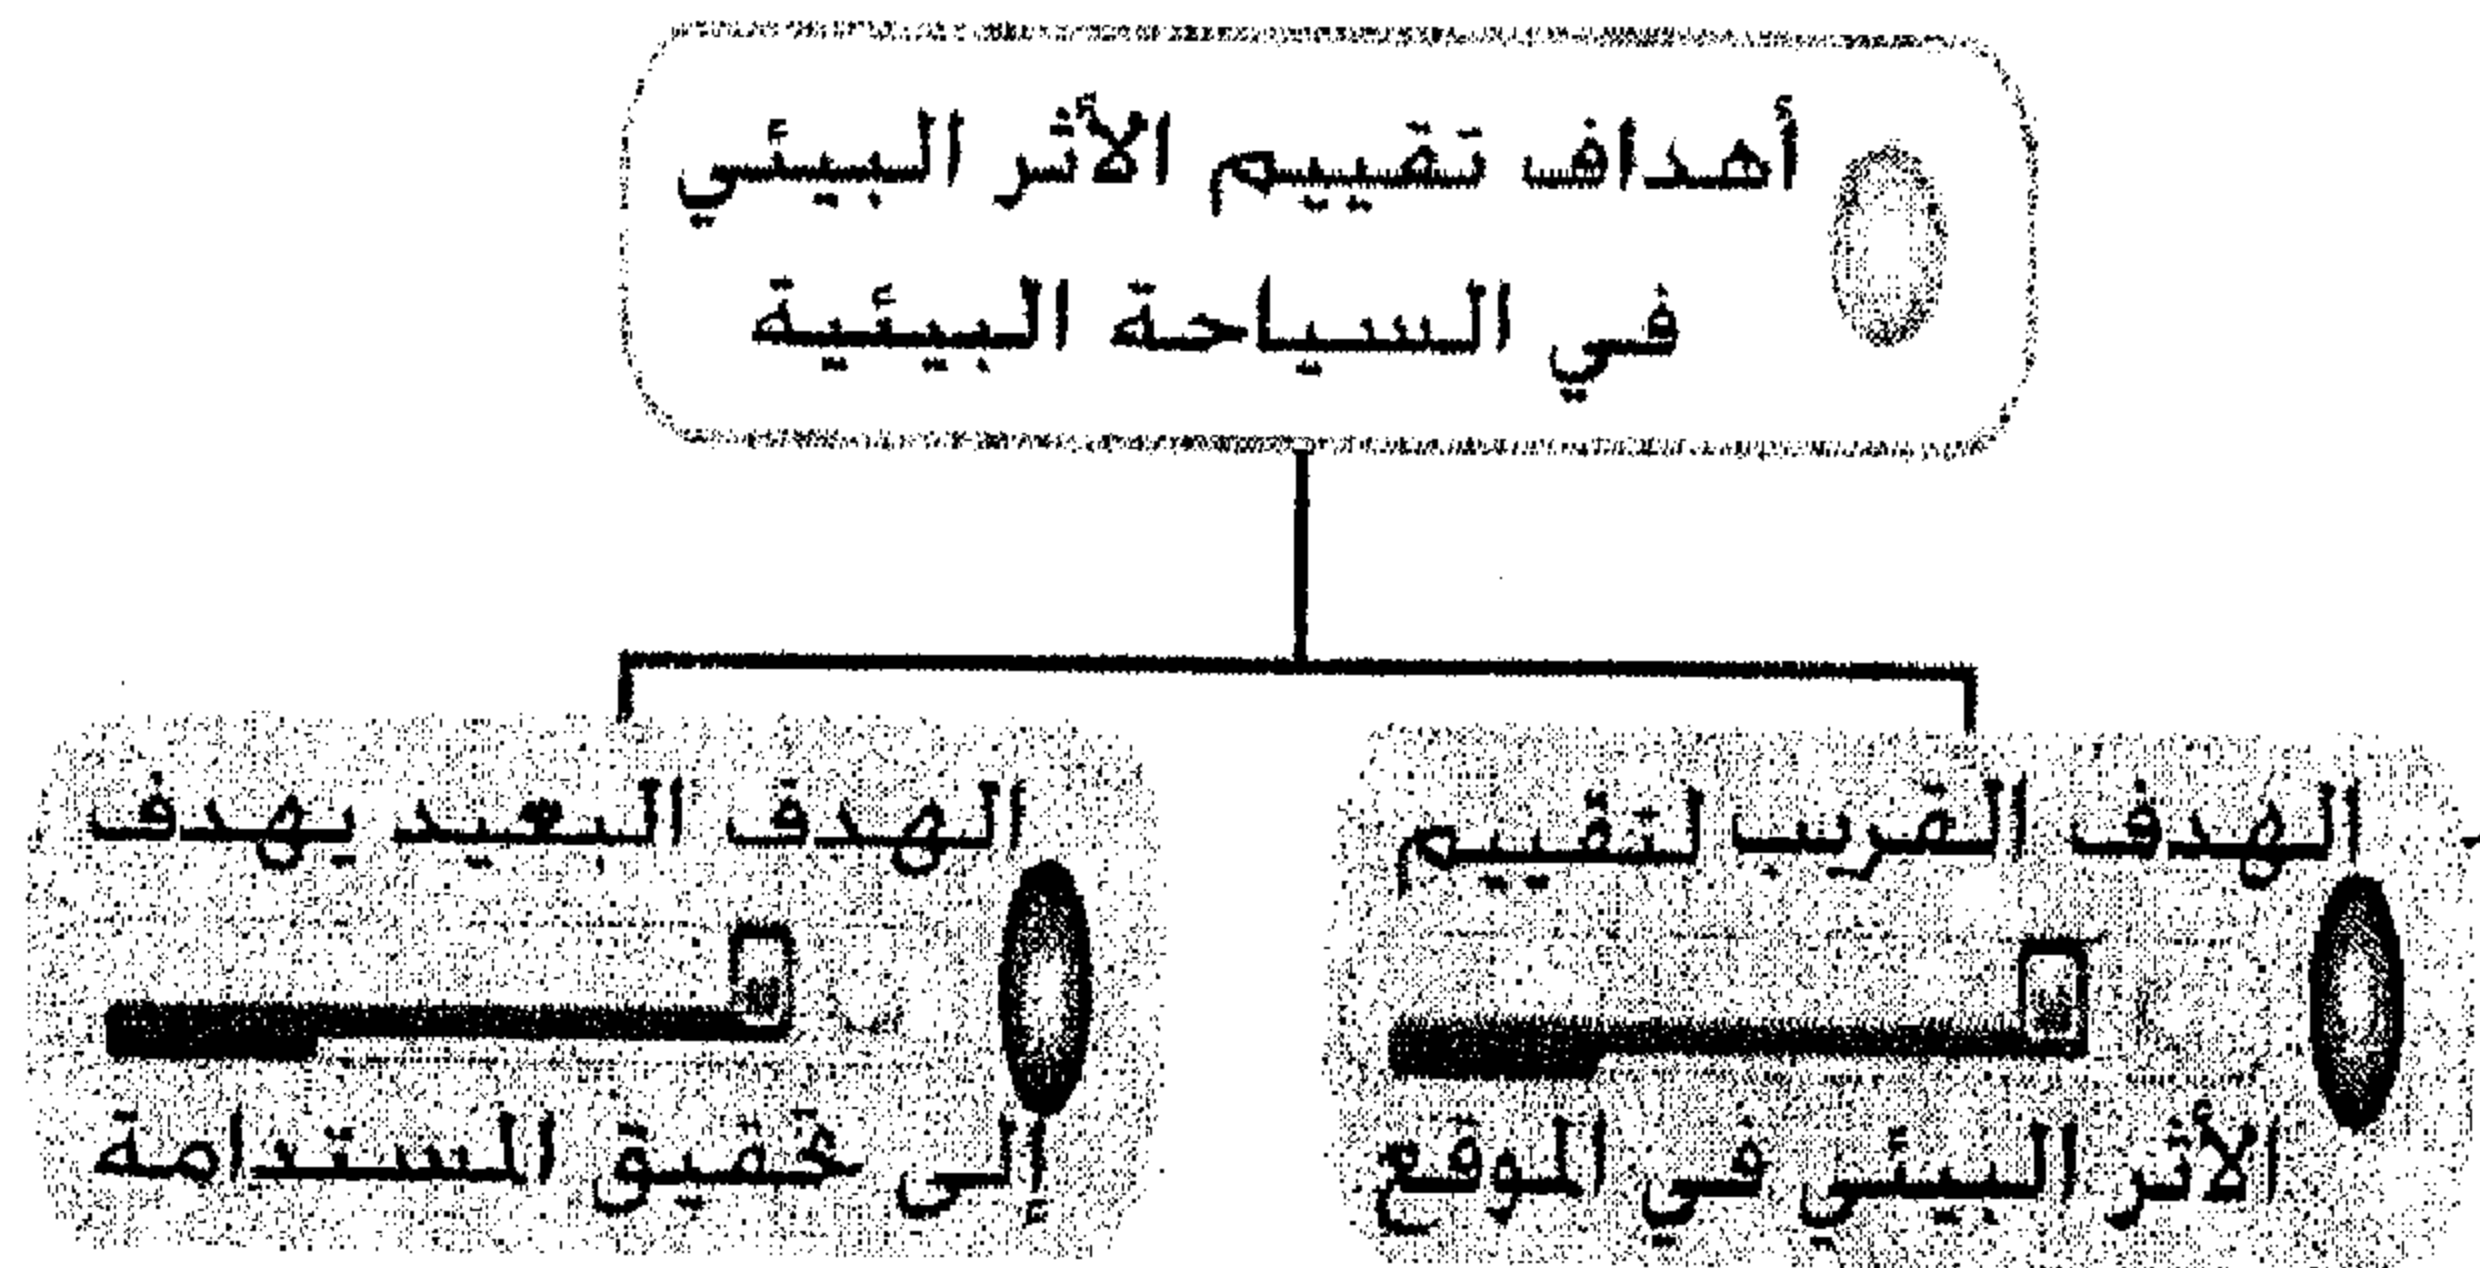 أهداف تقييم الأثر البيئي
في السياحة البيئية
الهدف القريب لتقييم
الأثر البيئي في الموقع
الهدف البعيد يهدف
إلى تحقيق المستدامة